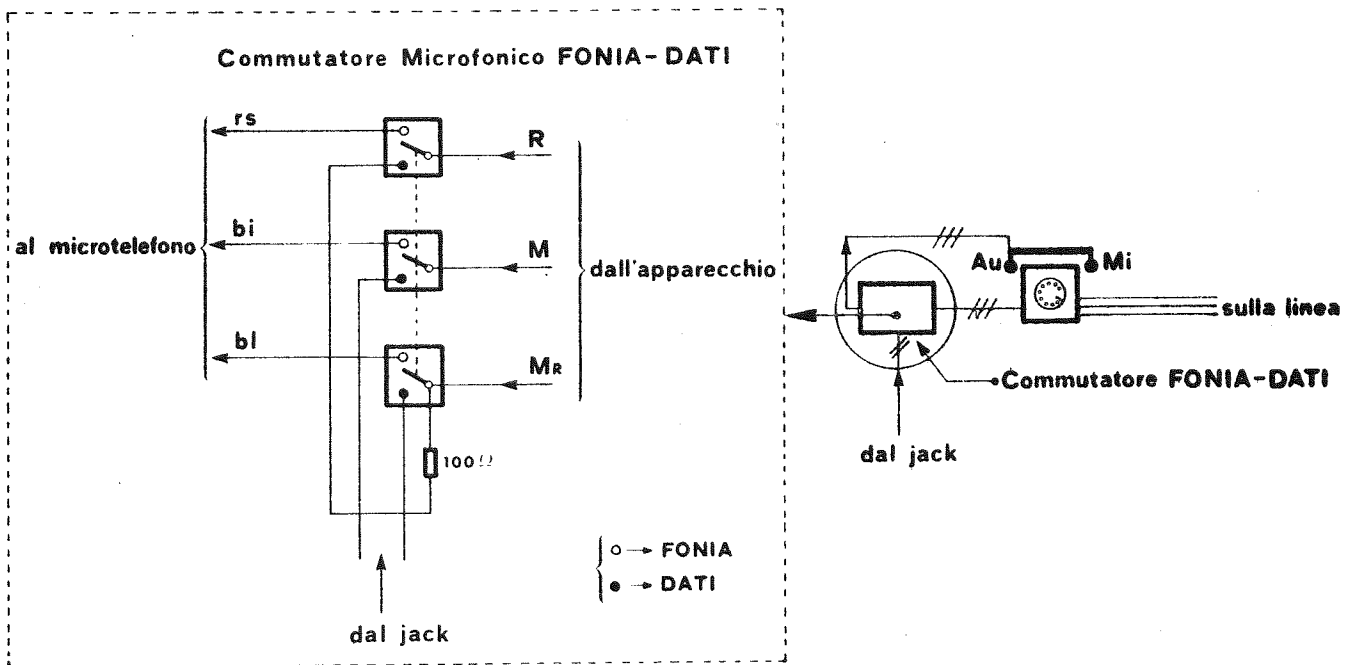 Commutatore Microfonico FONIA-DATI
rs
R
bi
M
al microtelefono
dall'apparecchio
bl
MR
100Ω
FONIA
DATI
dal jack
Au
Mi
sulla linea
Commutatore FONIA-DATI
dal jack